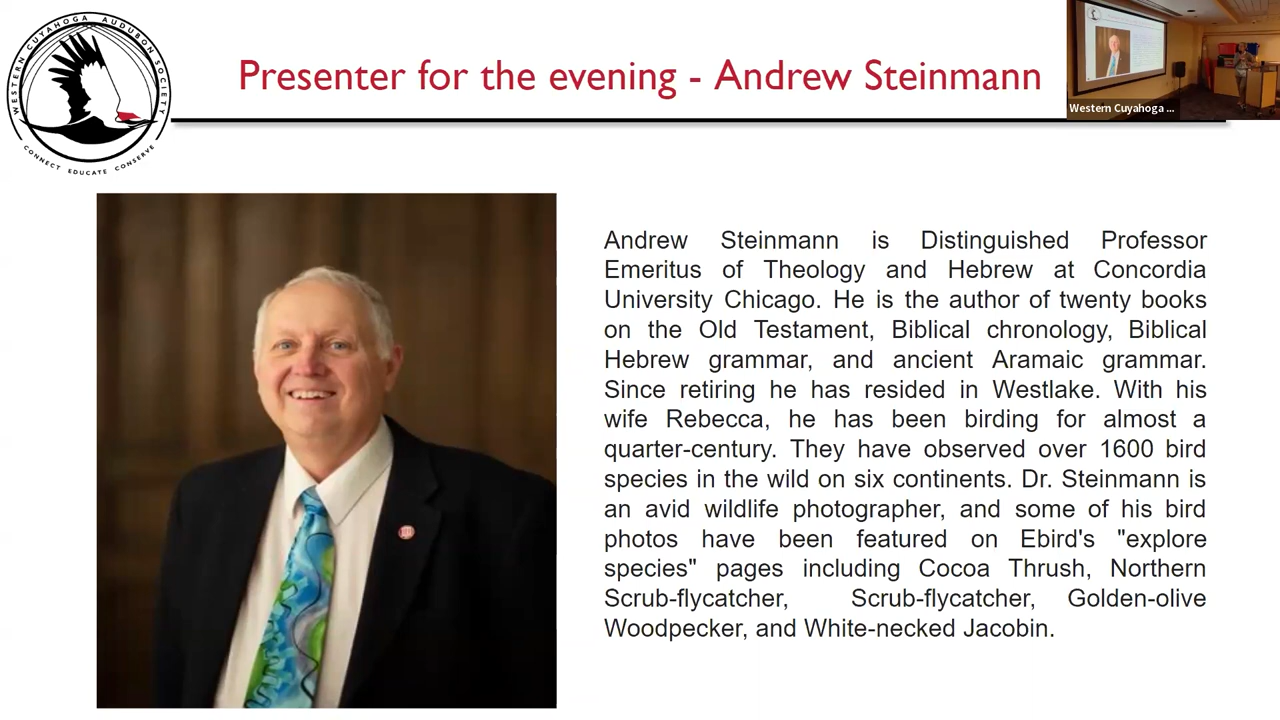 WESTERN CUYAHOGA AUDUBON SOCIETY
CONNECT EDUCATE CONSERVE
Presenter for the evening - Andrew Steinmann
Western Cuyahoga ...
Andrew Steinmann is Distinguished Professor
Emeritus of Theology and Hebrew at Concordia
University Chicago. He is the author of twenty books
on the Old Testament, Biblical chronology, Biblical
Hebrew grammar, and ancient Aramaic grammar.
Since retiring he has resided in Westlake. With his
wife Rebecca, he has been birding for almost a
quarter-century. They have observed over 1600 bird
species in the wild on six continents. Dr. Steinmann is
an avid wildlife photographer, and some of his bird
photos have been featured on Ebird's "explore
species" pages including Cocoa Thrush, Northern
Scrub-flycatcher, Scrub-flycatcher, Golden-olive
Woodpecker, and White-necked Jacobin.